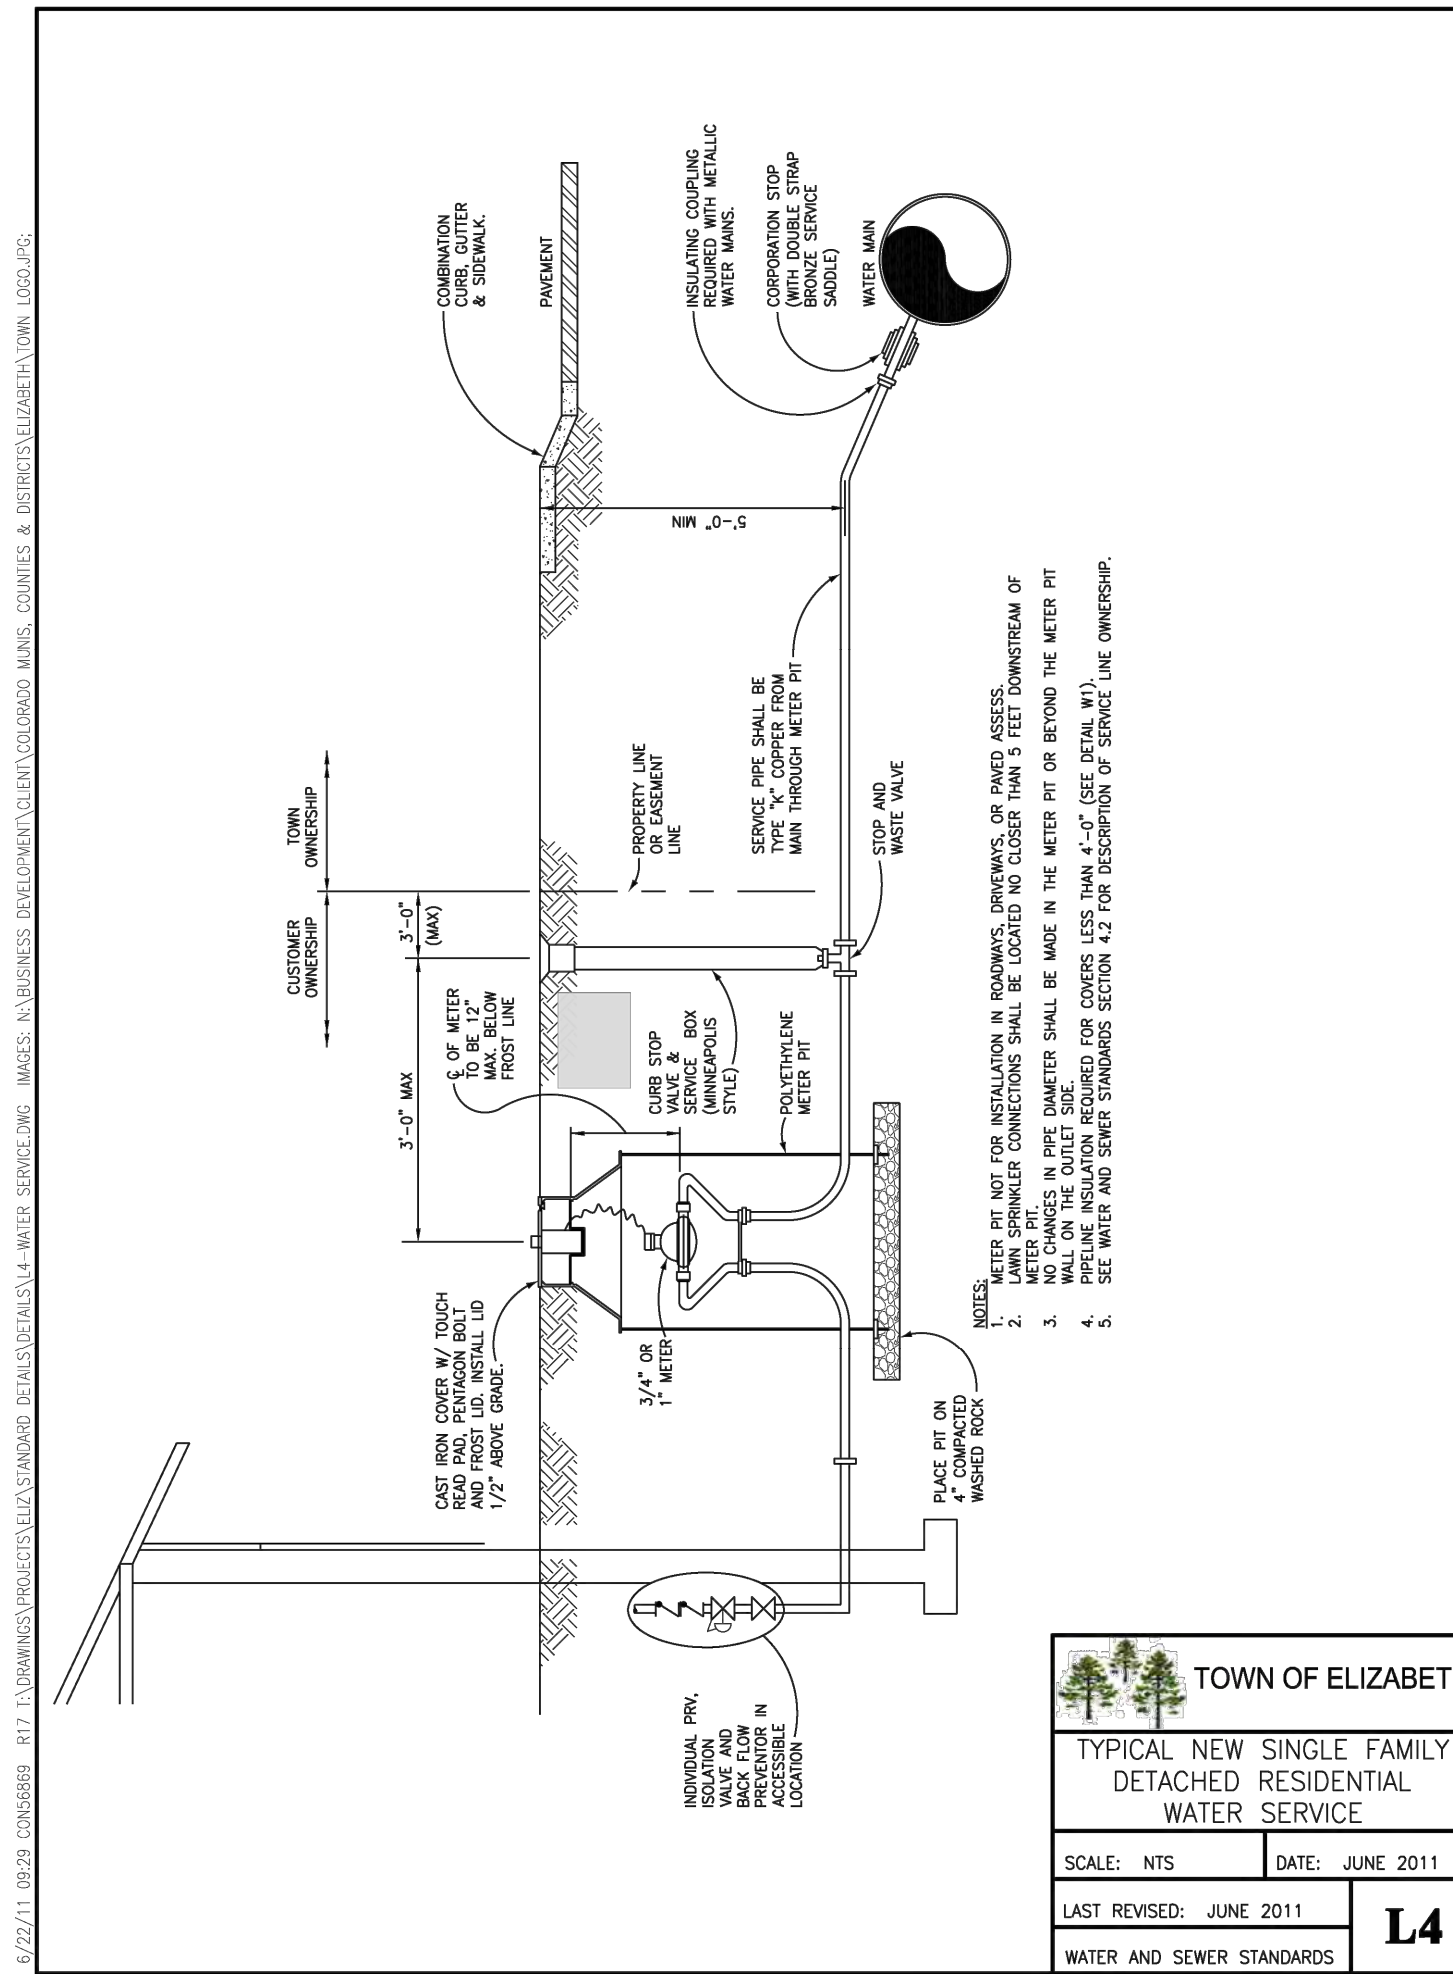 6/22/11 09:29 CON56869 R17 T:\DRAWINGS\PROJECTS\ELIZ\STANDARD DETAILS\DETAILS\L4-WATER SERVICE.DWG IMAGES: N:\BUSINESS DEVELOPMENT\CLIENT\COLORADO MUNIS, COUNTIES & DISTRICTS\ELIZABETH\TOWN LOGO.JPG;
CUSTOMER
OWNERSHIP
TOWN
OWNERSHIP
3'-0" MAX
3'-0"
(MAX)
CAST IRON COVER W/ TOUCH
READ PAD, PENTAGON BOLT
AND FROST LID. INSTALL LID
1/2" ABOVE GRADE.
℄ OF METER
TO BE 12"
MAX. BELOW
FROST LINE
COMBINATION
CURB, GUTTER
& SIDEWALK.
PAVEMENT
3/4" OR
1" METER
CURB STOP
VALVE &
SERVICE BOX
(MINNEAPOLIS
STYLE)
PROPERTY LINE
OR EASEMENT
LINE
5'-0" MIN
INSULATING COUPLING
REQUIRED WITH METALLIC
WATER MAINS.
INDIVIDUAL PRV,
ISOLATION
VALVE AND
BACK FLOW
PREVENTOR IN
ACCESSIBLE
LOCATION
POLYETHYLENE
METER PIT
SERVICE PIPE SHALL BE
TYPE "K" COPPER FROM
MAIN THROUGH METER PIT
CORPORATION STOP
(WITH DOUBLE STRAP
BRONZE SERVICE
SADDLE)
WATER MAIN
STOP AND
WASTE VALVE
PLACE PIT ON
4" COMPACTED
WASHED ROCK
NOTES:
1. METER PIT NOT FOR INSTALLATION IN ROADWAYS, DRIVEWAYS, OR PAVED ASSESS.
2. LAWN SPRINKLER CONNECTIONS SHALL BE LOCATED NO CLOSER THAN 5 FEET DOWNSTREAM OF
METER PIT.
3. NO CHANGES IN PIPE DIAMETER SHALL BE MADE IN THE METER PIT OR BEYOND THE METER PIT
WALL ON THE OUTLET SIDE.
4. PIPELINE INSULATION REQUIRED FOR COVERS LESS THAN 4'-0" (SEE DETAIL W1).
5. SEE WATER AND SEWER STANDARDS SECTION 4.2 FOR DESCRIPTION OF SERVICE LINE OWNERSHIP.
TOWN OF ELIZABET
TYPICAL NEW SINGLE FAMILY
DETACHED RESIDENTIAL
WATER SERVICE
SCALE: NTS
DATE: JUNE 2011
LAST REVISED: JUNE 2011
L4
WATER AND SEWER STANDARDS